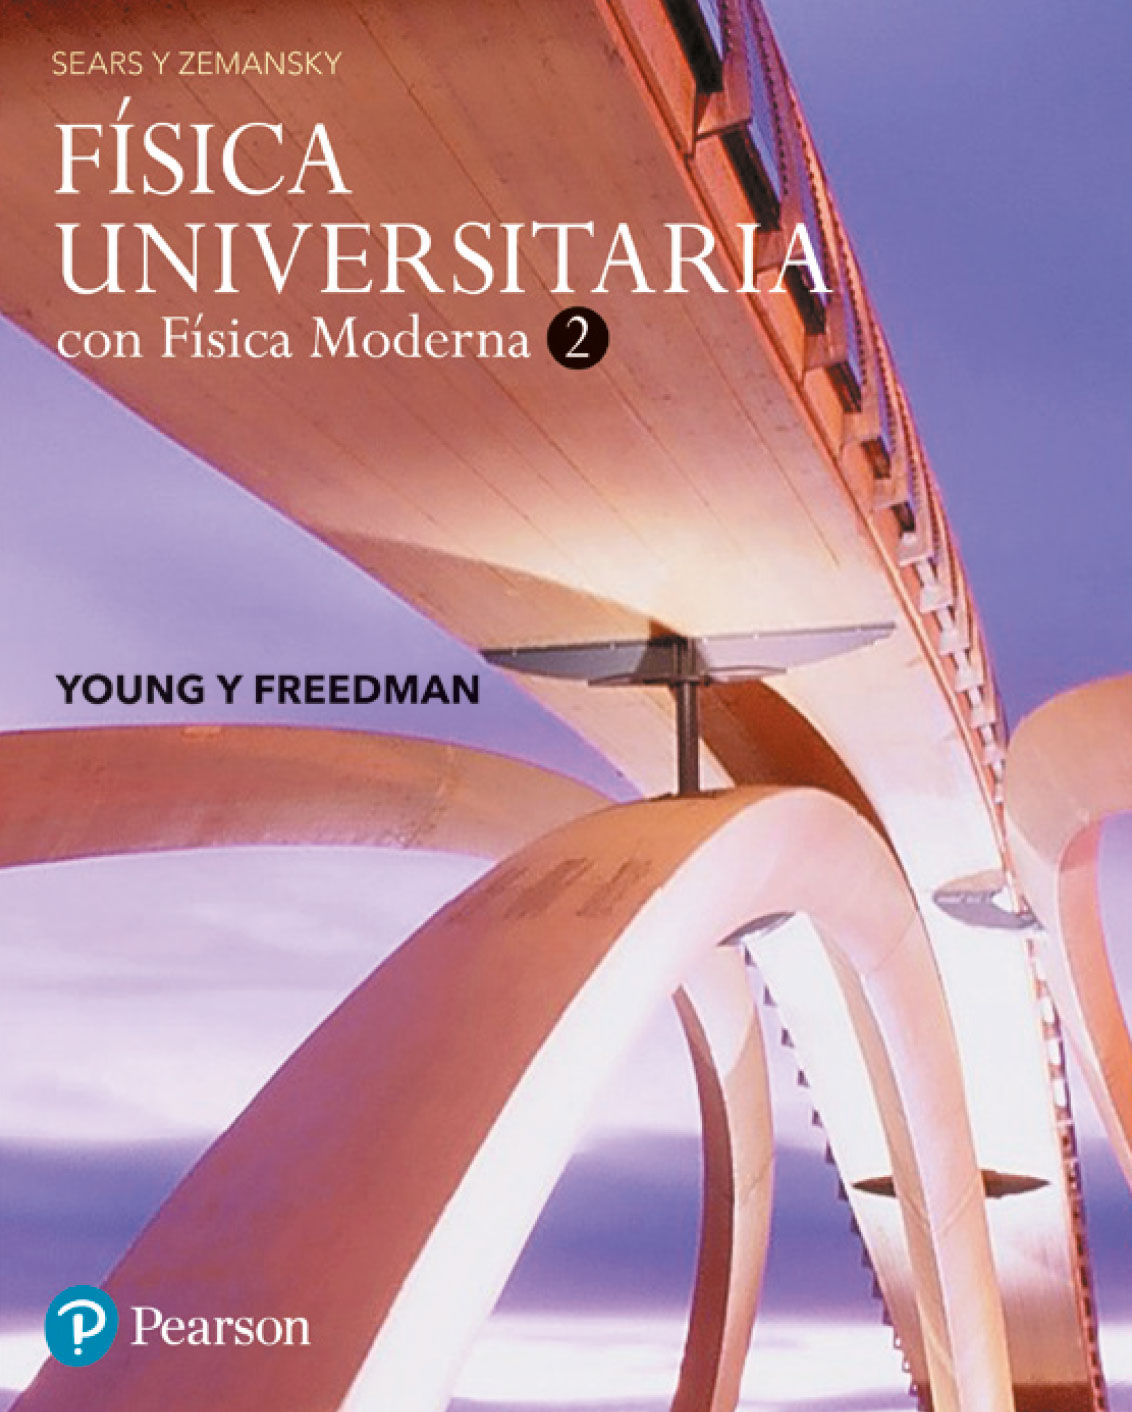 SEARS Y ZEMANSKY
FÍSICA
UNIVERSITARIA
con Física Moderna 2
YOUNG Y FREEDMAN
Pearson